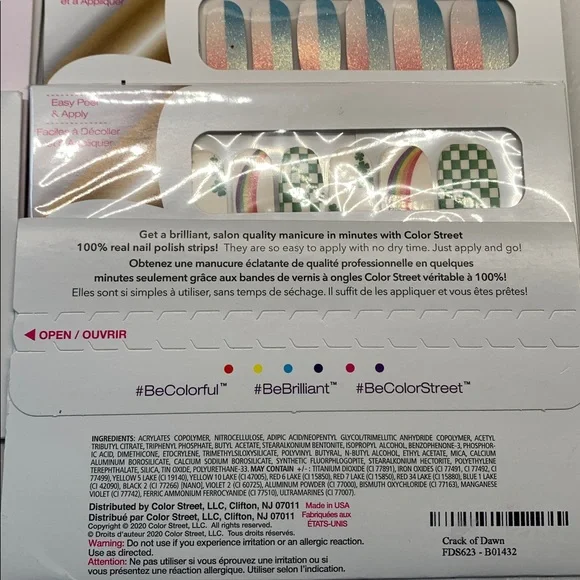 et à Appliquer
Easy Peel
& Apply
Faciles à Décoller
et à Appliquer
Get a brilliant, salon quality manicure in minutes with Color Street
100% real nail polish strips! They are so easy to apply with no dry time. Just apply and go!
Obtenez une manucure éclatante de qualité professionelle en quelques
minutes seulement grâce aux bandes de vernis à ongles Color Street véritable à 100%!
Elles sont si simples à utiliser, sans temps de séchage. Il suffit de les appliquer et vous êtes prêtes!
◀ OPEN / OUVRIR
#BeColorful™ #BeBrilliant™ #BeColorStreet™
INGREDIENTS: ACRYLATES COPOLYMER, NITROCELLULOSE, ADIPIC ACID/NEOPENTYL GLYCOL/TRIMELLITIC ANHYDRIDE COPOLYMER, ACETYL
TRIBUTYL CITRATE, TRIPHENYL PHOSPHATE, BUTYL ACETATE, STEARALKONIUM BENTONITE, ISOPROPYL ALCOHOL, BENZOPHENONE-3, PHOSPHOR-
IC ACID, DIMETHICONE, ETOCRYLENE, TRIMETHYLSILOXYSILICATE, POLYVINYL BUTYRAL, N-BUTYL ALCOHOL, ETHYL ACETATE, MICA, CALCIUM
ALUMINUM BOROSILICATE, CALCIUM SODIUM BOROSILICATE, SYNTHETIC FLUORPHLOGOPITE, STEARALKONIUM HECTORITE, POLYETHYLENE
TEREPHTHALATE, SILICA, TIN OXIDE, POLYURETHANE-33. MAY CONTAIN +/- : TITANIUM DIOXIDE (CI 77891), IRON OXIDES (CI 77491, CI 77492, CI
77499), YELLOW 5 LAKE (CI 19140), YELLOW 10 LAKE (CI 47005), RED 6 LAKE (CI 15850), RED 7 LAKE (CI 15850), RED 34 LAKE (CI 15880), BLUE 1 LAKE
(CI 42090), BLACK 2 (CI 77266) [NANO], VIOLET 2 (CI 60725), ALUMINUM POWDER (CI 77000), BISMUTH OXYCHLORIDE (CI 77163), MANGANESE
VIOLET (CI 77742), FERRIC AMMONIUM FERROCYANIDE (CI 77510), ULTRAMARINES (CI 77007).
Distributed by Color Street, LLC, Clifton, NJ 07011 Made in USA
Distribué par Color Street, LLC, Clifton, NJ 07011 Fabriquées aux
Copyright © 2020 Color Street, LLC. All rights reserved. ÉTATS-UNIS
© Droits d'auteur 2020 Color Street, LLC. Tous droits réservés.
Warning: Do not use if you experience irritation or an allergic reaction.
Use as directed.
Attention: Ne pas utiliser si vous éprouvez une irritation ou si
vous présentez une réaction allergique. Utiliser selon les indications.
Crack of Dawn
FDS623 - B01432